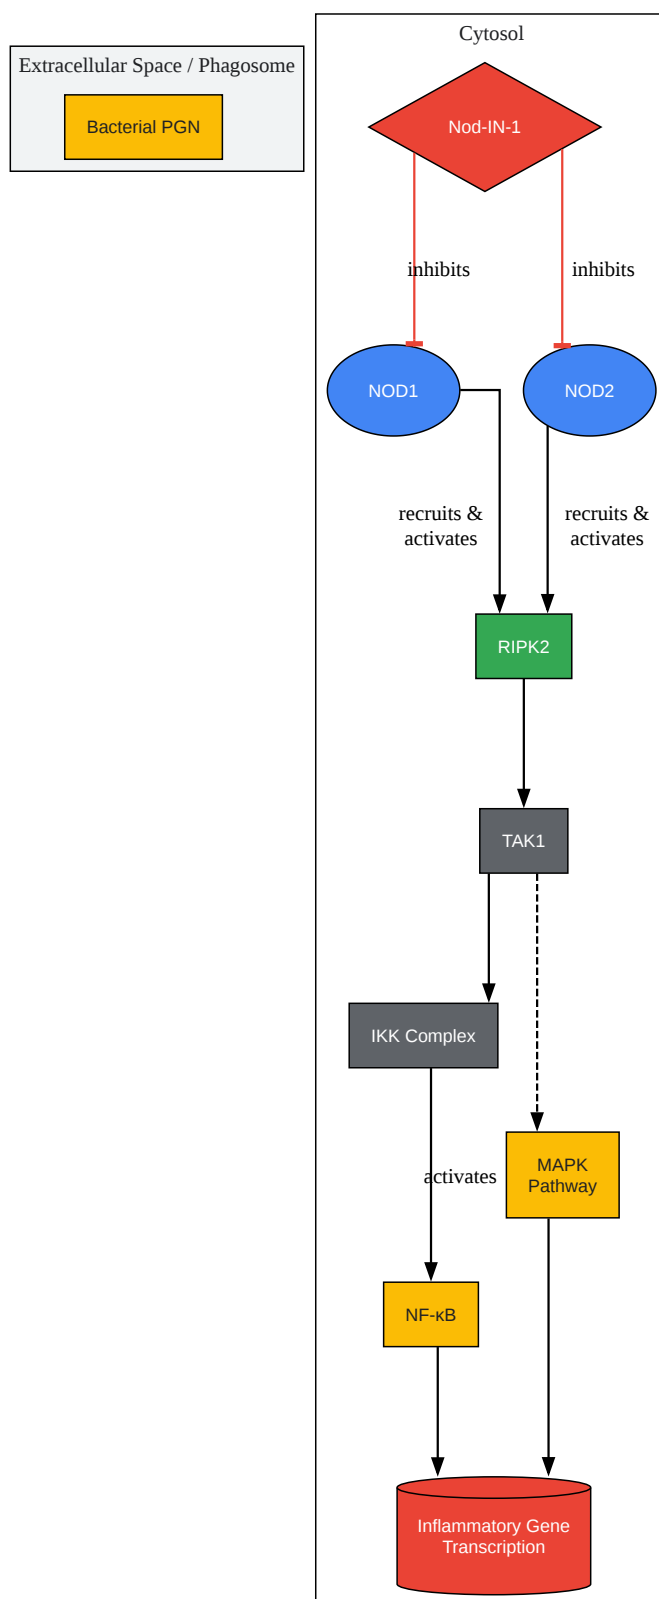 Cytosol
Extracellular Space / Phagosome
Bacterial PGN
Nod-IN-1
inhibits
inhibits
NOD1
NOD2
recruits &
activates
recruits &
activates
RIPK2
TAK1
IKK Complex
MAPK
Pathway
activates
NF-κB
Inflammatory Gene
Transcription